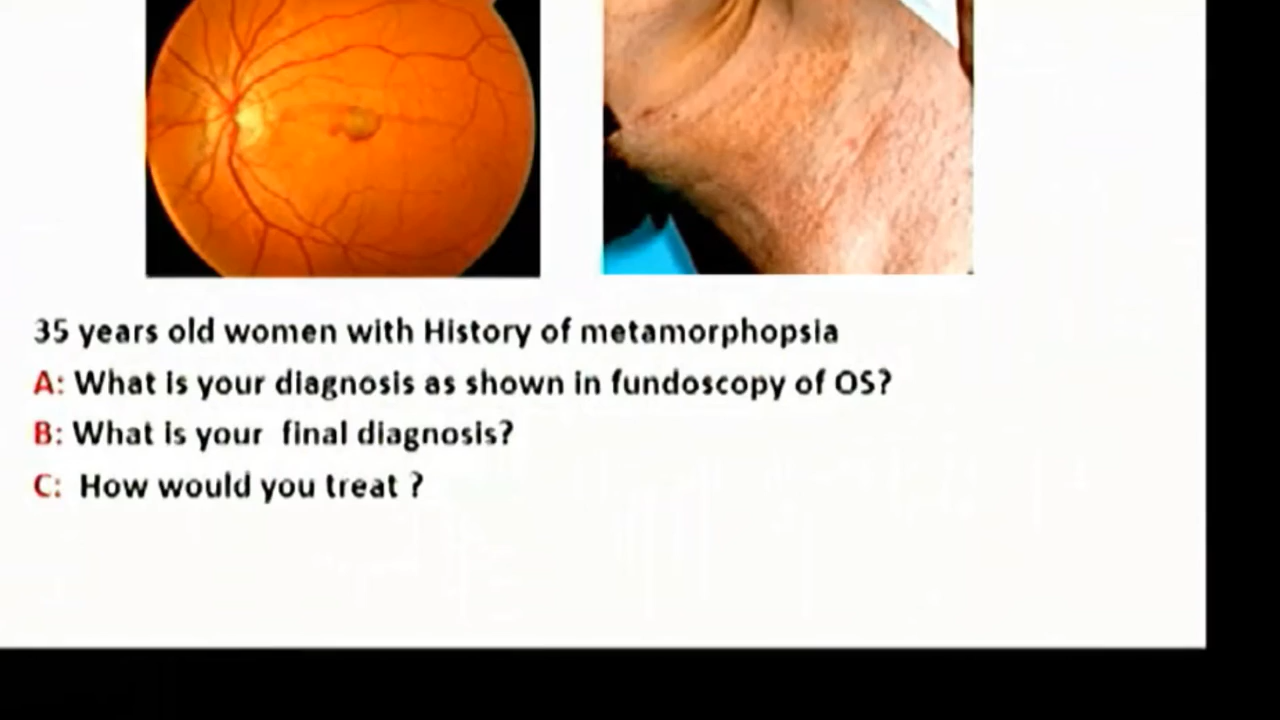 35 years old women with History of metamorphopsia
A: What is your diagnosis as shown in fundoscopy of OS?
B: What is your final diagnosis?
C: How would you treat ?